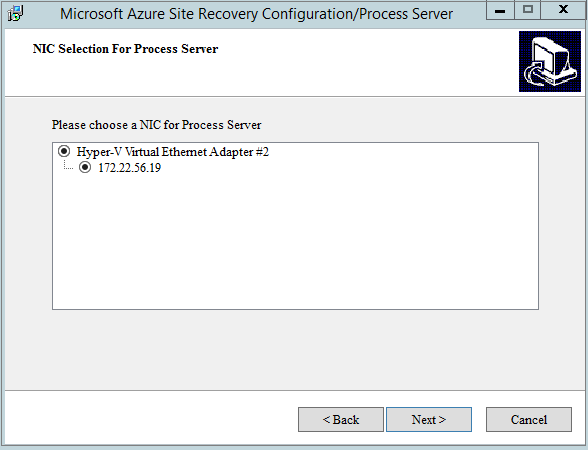 Microsoft Azure Site Recovery Configuration/Process Server
NIC Selection For Process Server
Please choose a NIC for Process Server
Hyper-V Virtual Ethernet Adapter #2
172.22.56.19
< Back
Next >
Cancel